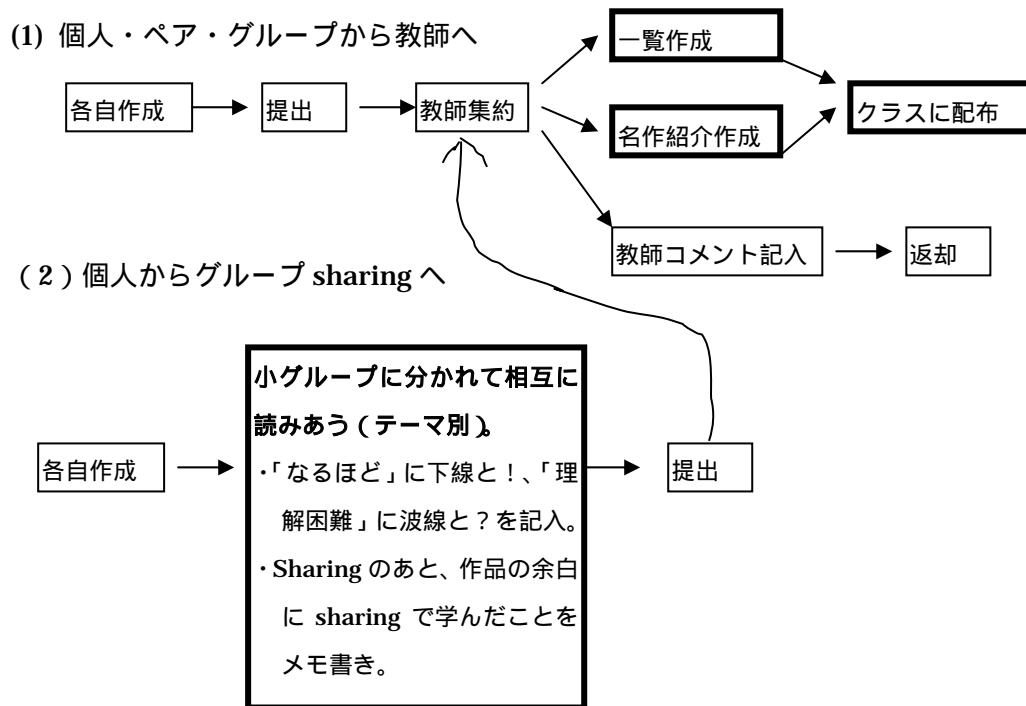 (1) 個人・ペア・グループから教師へ
一覧作成
各自作成
提出
教師集約
名作紹介作成
クラスに配布
教師コメント記入
返却
（２）個人からグループ sharing へ
小グループに分かれて相互に
読みあう（テーマ別）。
各自作成
・「なるほど」に下線と！、「理
解困難」に波線と？を記入。
・Sharing のあと、作品の余白
に sharing で学んだことを
メモ書き。
提出